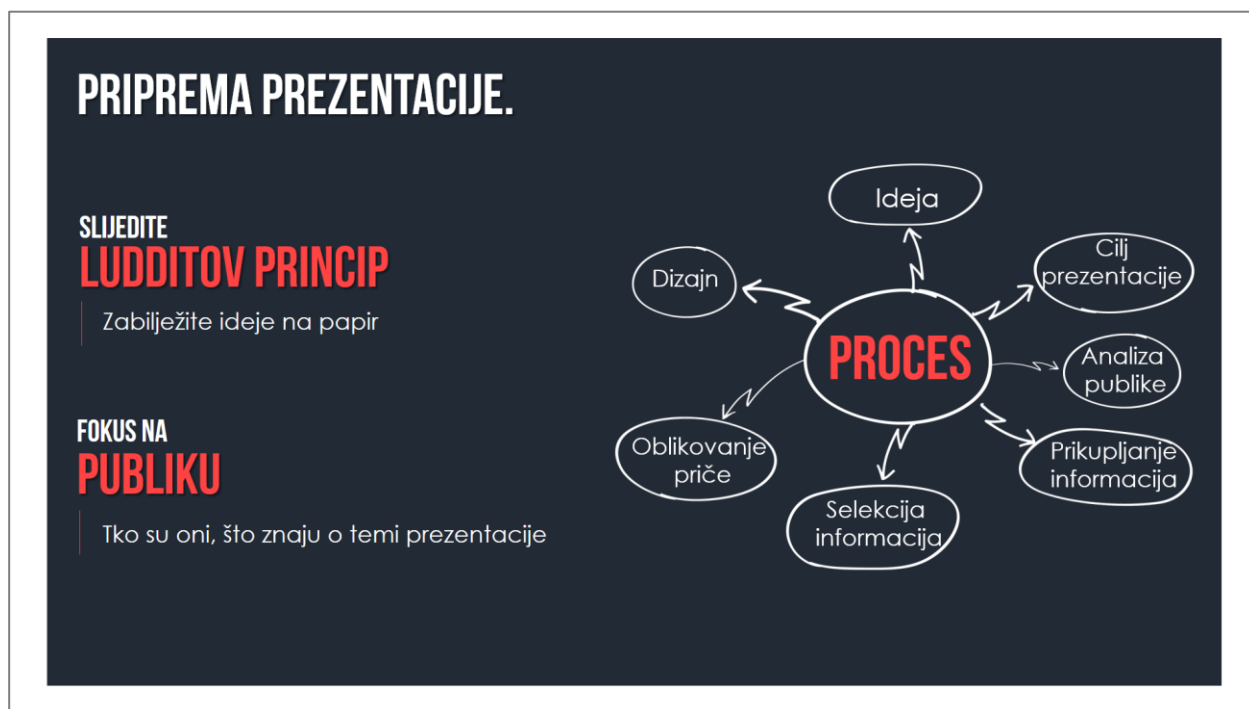 PRIPREMA PREZENTACIJE.
SLIJEDITE
LUDDITOV PRINCIP
Zabilježite ideje na papir
FOKUS NA
PUBLIKU
Tko su oni, što znaju o temi prezentacije
PROCES
Ideja
Cilj
prezentacije
Analiza
publike
Prikupljanje
informacija
Selekcija
informacija
Oblikovanje
priče
Dizajn